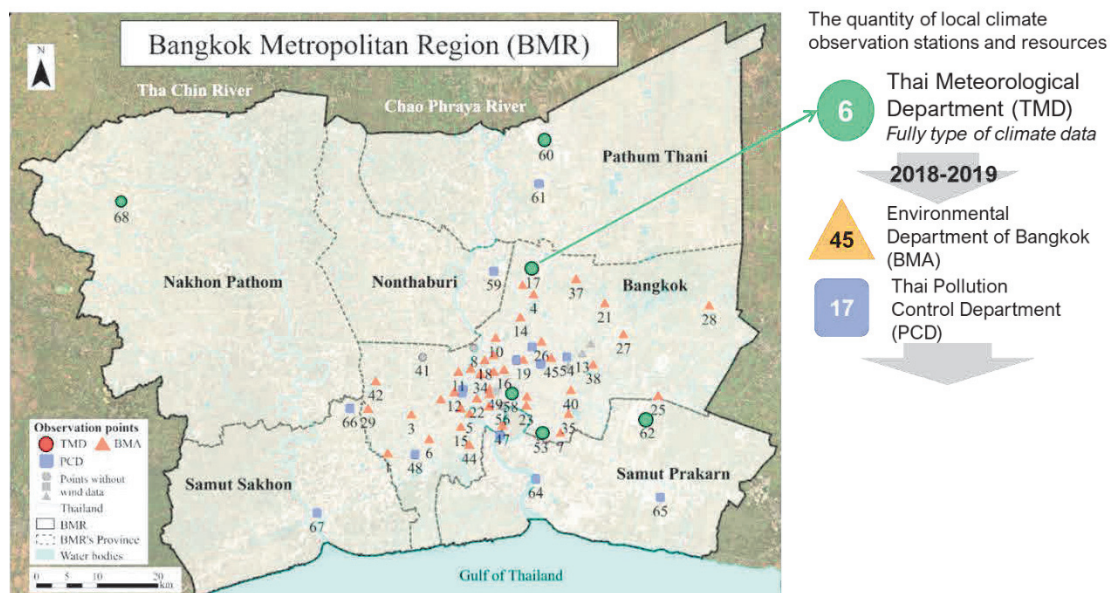 Bangkok Metropolitan Region (BMR)
N
Tha Chin River
Chao Phraya River
60
Pathum Thani
61
68
59
17
37
Nakhon Pathom
Nonthaburi
Bangkok
4
21
28
14
27
10
8
26
41
13
18
19
45
54
38
11
34
16
42
12
49
58
40
25
66
29
22
23
3
5
56
35
62
15
47
53
7
6
44
48
Samut Sakhon
64
Samut Prakarn
65
67
Gulf of Thailand
Observation points
TMD
BMA
PCD
Points without
wind data
Thailand
BMR
BMR's Province
Water bodies
0 5 10 20
km
The quantity of local climate
observation stations and resources
6
Thai Meteorological
Department (TMD)
Fully type of climate data
2018-2019
45
Environmental
Department of Bangkok
(BMA)
17
Thai Pollution
Control Department
(PCD)